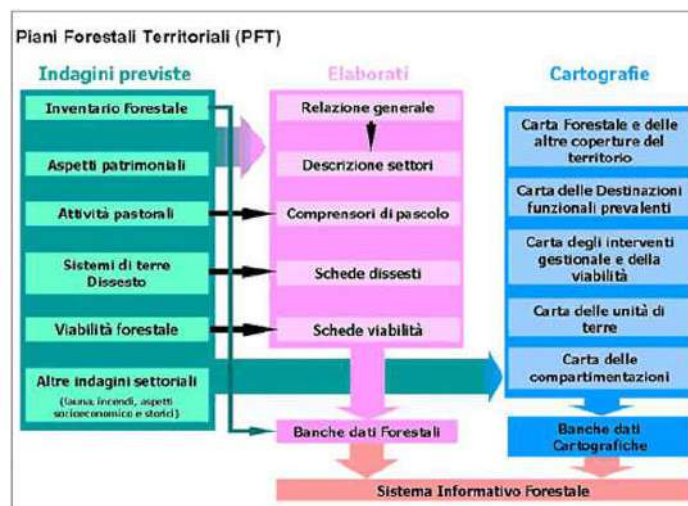 Piani Forestali Territoriali (PFT)
Indagini previste
Inventario Forestale
Aspetti patrimoniali
Attività pastorali
Sistemi di terre
Dissesto
Viabilità forestale
Altre indagini settoriali
(fauna, incendi, aspetti
socioeconomico e storici)
Elaborati
Relazione generale
Descrizione settori
Comprensori di pascolo
Schede dissesti
Schede viabilità
Banche dati Forestali
Cartografie
Carta Forestale e delle
altre coperture del
territorio
Carta delle Destinazioni
funzionali prevalenti
Carta degli interventi
gestionale e della
viabilità
Carta delle unità di
terre
Carta delle
compartimentazioni
Banche dati
Cartografiche
Sistema Informativo Forestale